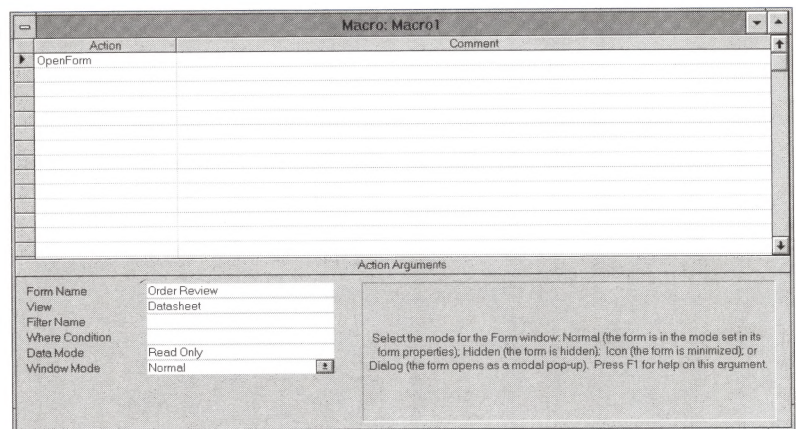 Macro: Macro1
Action Comment
OpenForm
Action Arguments
Form Name Order Review
View Datasheet
Filter Name
Where Condition
Data Mode Read Only
Window Mode Normal
Select the mode for the Form window: Normal (the form is in the mode set in its
form properties); Hidden (the form is hidden); Icon (the form is minimized); or
Dialog (the form opens as a modal pop-up). Press F1 for help on this argument.